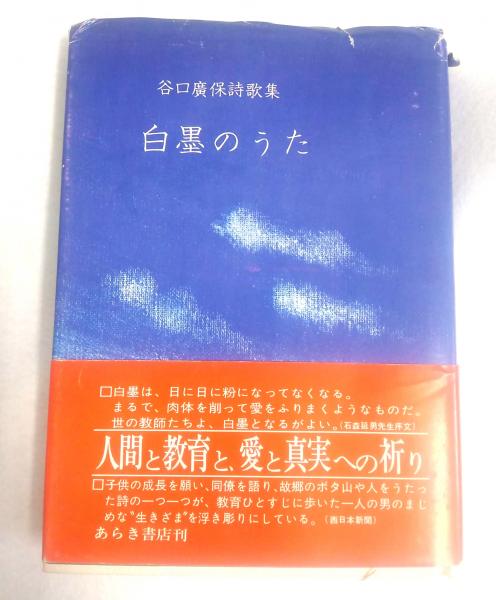 谷口廣保詩歌集
白墨のうた
□白墨は、日に日に粉になってなくなる。
まるで、肉体を削って愛をふりまくようなものだ。
世の教師たちよ、白墨となるがよい。(石森延男先生序文)
人間と教育と、愛と真実への祈り
□子供の成長を願い、同僚を語り、故郷のボタ山や人をうたっ
た詩の一つ一つが、教育ひとすじに歩いた一人の男のまじ
めな〝生きざま〟を浮き彫りにしている。(西日本新聞)
あらき書店刊